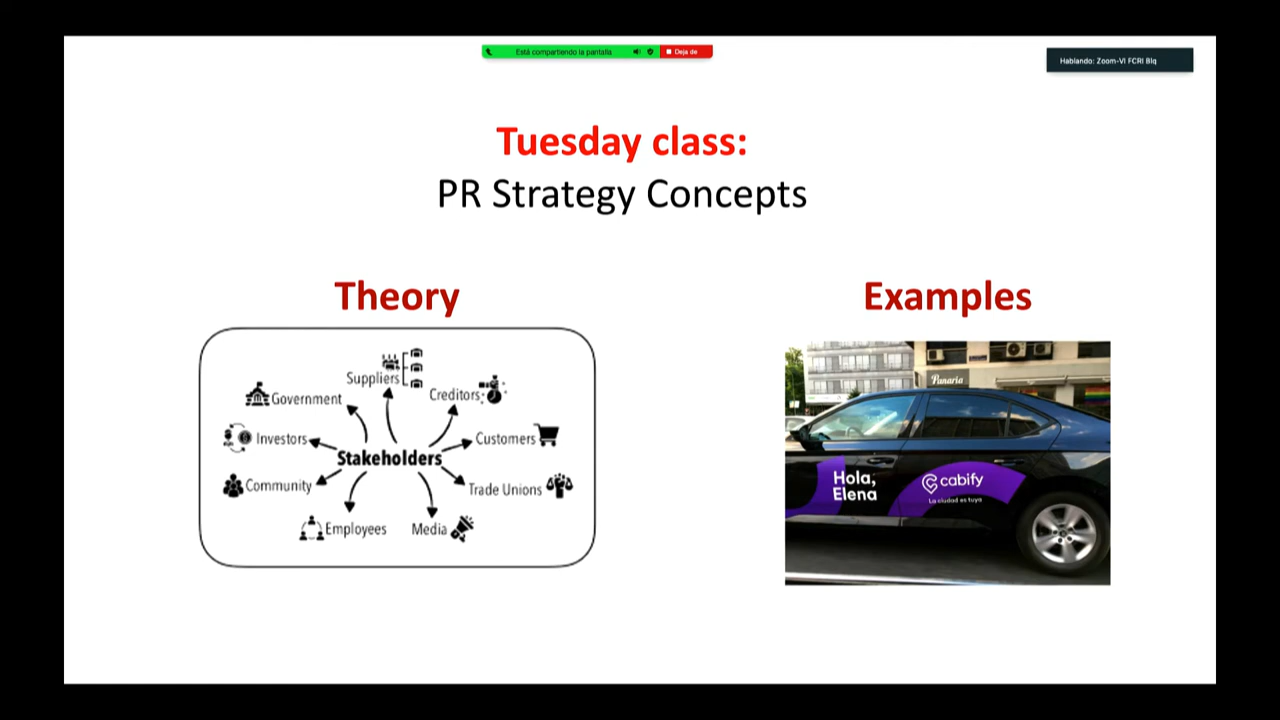 Está compartiendo la pantalla
Deja de
Hablando: Zoom-VI FCRI Blq
Tuesday class:
PR Strategy Concepts
Theory
Examples
Suppliers
Government
Creditors
Investors
Customers
Stakeholders
Community
Trade Unions
Employees
Media
Panaria
Hola,
Elena
cabify
La ciudad es tuya